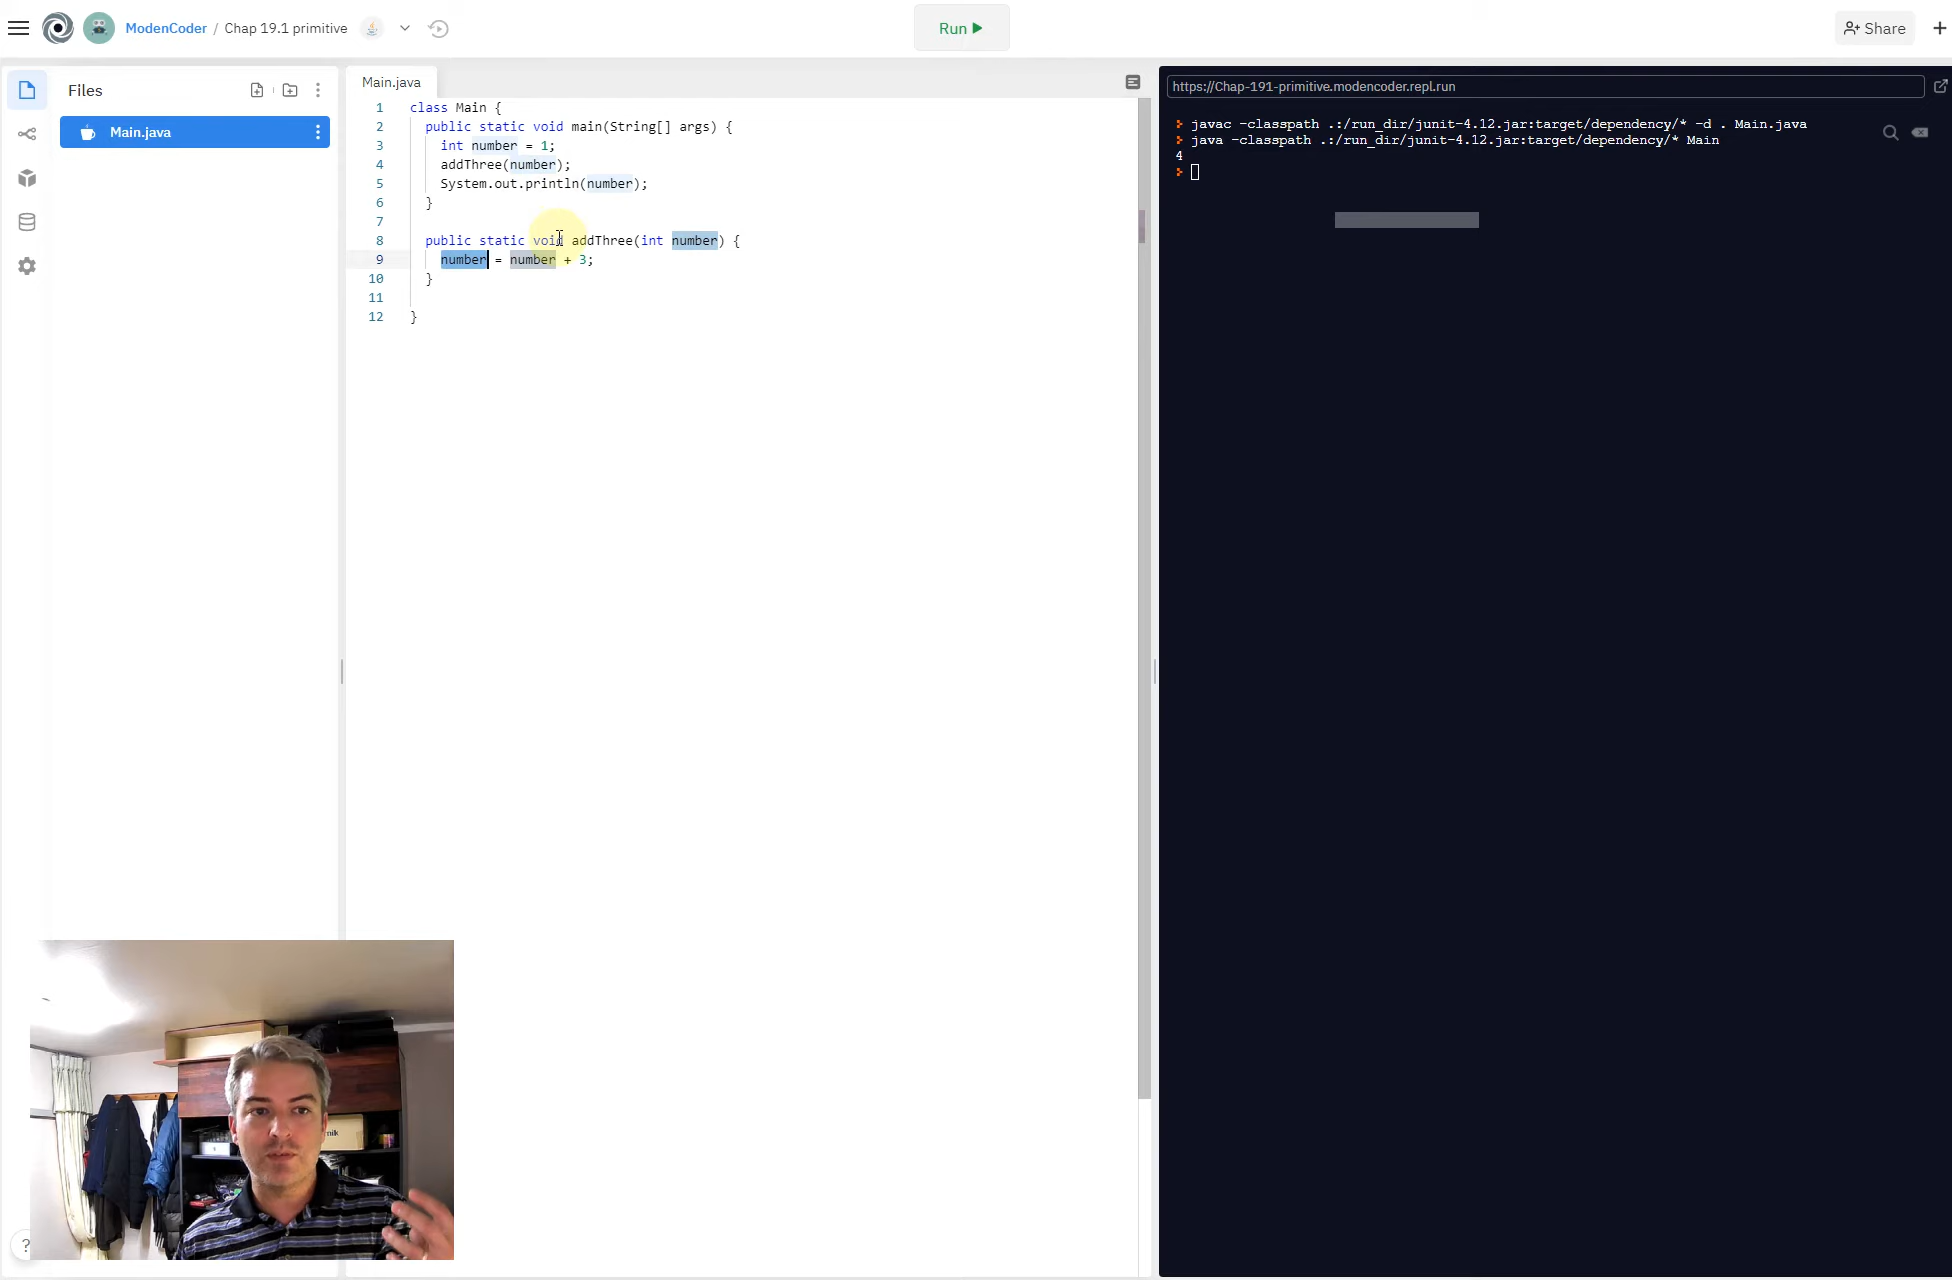 ModenCoder / Chap 19.1 primitive
Run
Share
Files
Main.java
Main.java
1 class Main {
2 public static void main(String[] args) {
3 int number = 1;
4 addThree(number);
5 System.out.println(number);
6 }
7
8 public static void addThree(int number) {
9 number = number + 3;
10 }
11
12 }
https://Chap-191-primitive.modencoder.repl.run
javac -classpath .:/run_dir/junit-4.12.jar:target/dependency/* -d . Main.java
java -classpath .:/run_dir/junit-4.12.jar:target/dependency/* Main
4
?